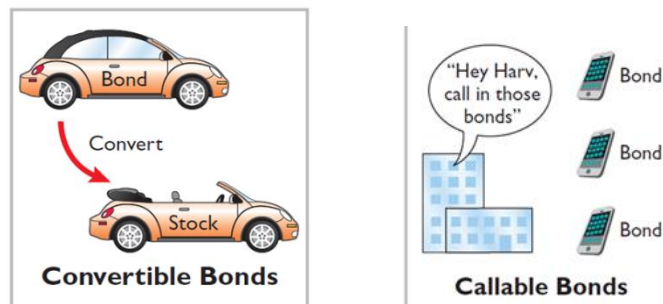 Bond
Convert
Stock
Convertible Bonds
“Hey Harv,
call in those
bonds”
Bond
Bond
Bond
Callable Bonds